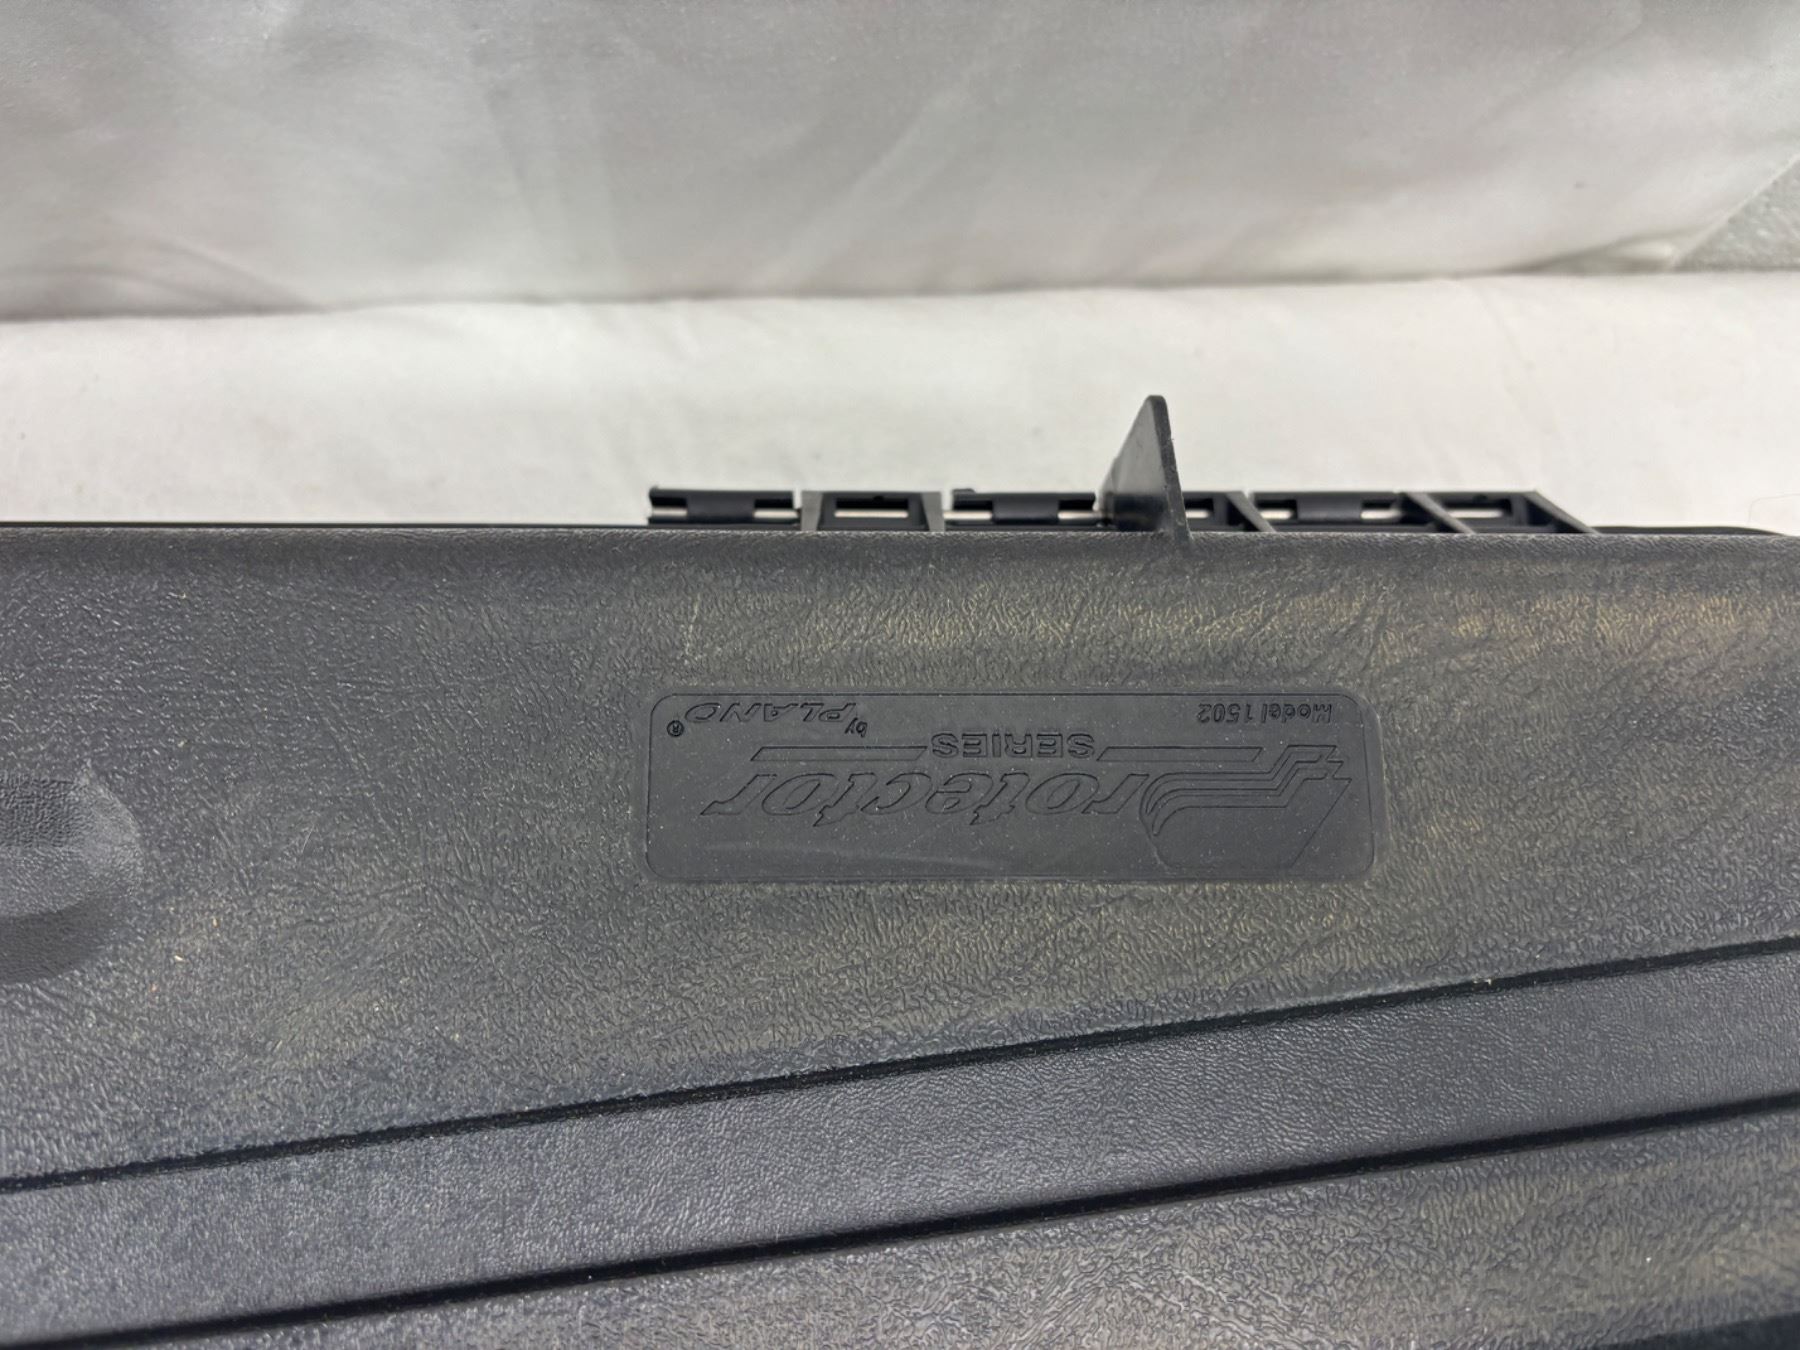 Protector
SERIES
Model 1502
by PLANO®